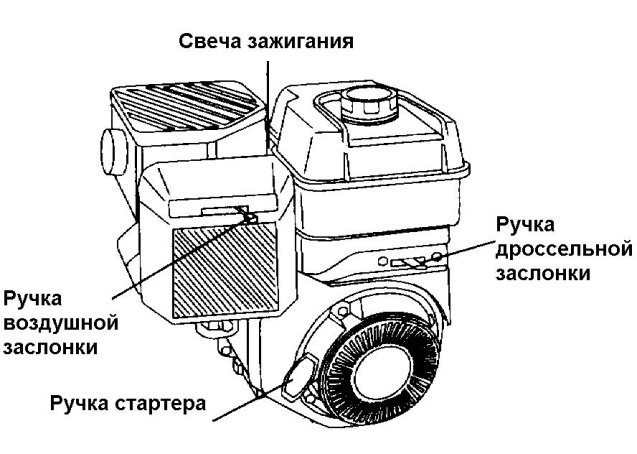 Свеча зажигания
Ручка
дроссельной
заслонки
Ручка
воздушной
заслонки
Ручка стартера